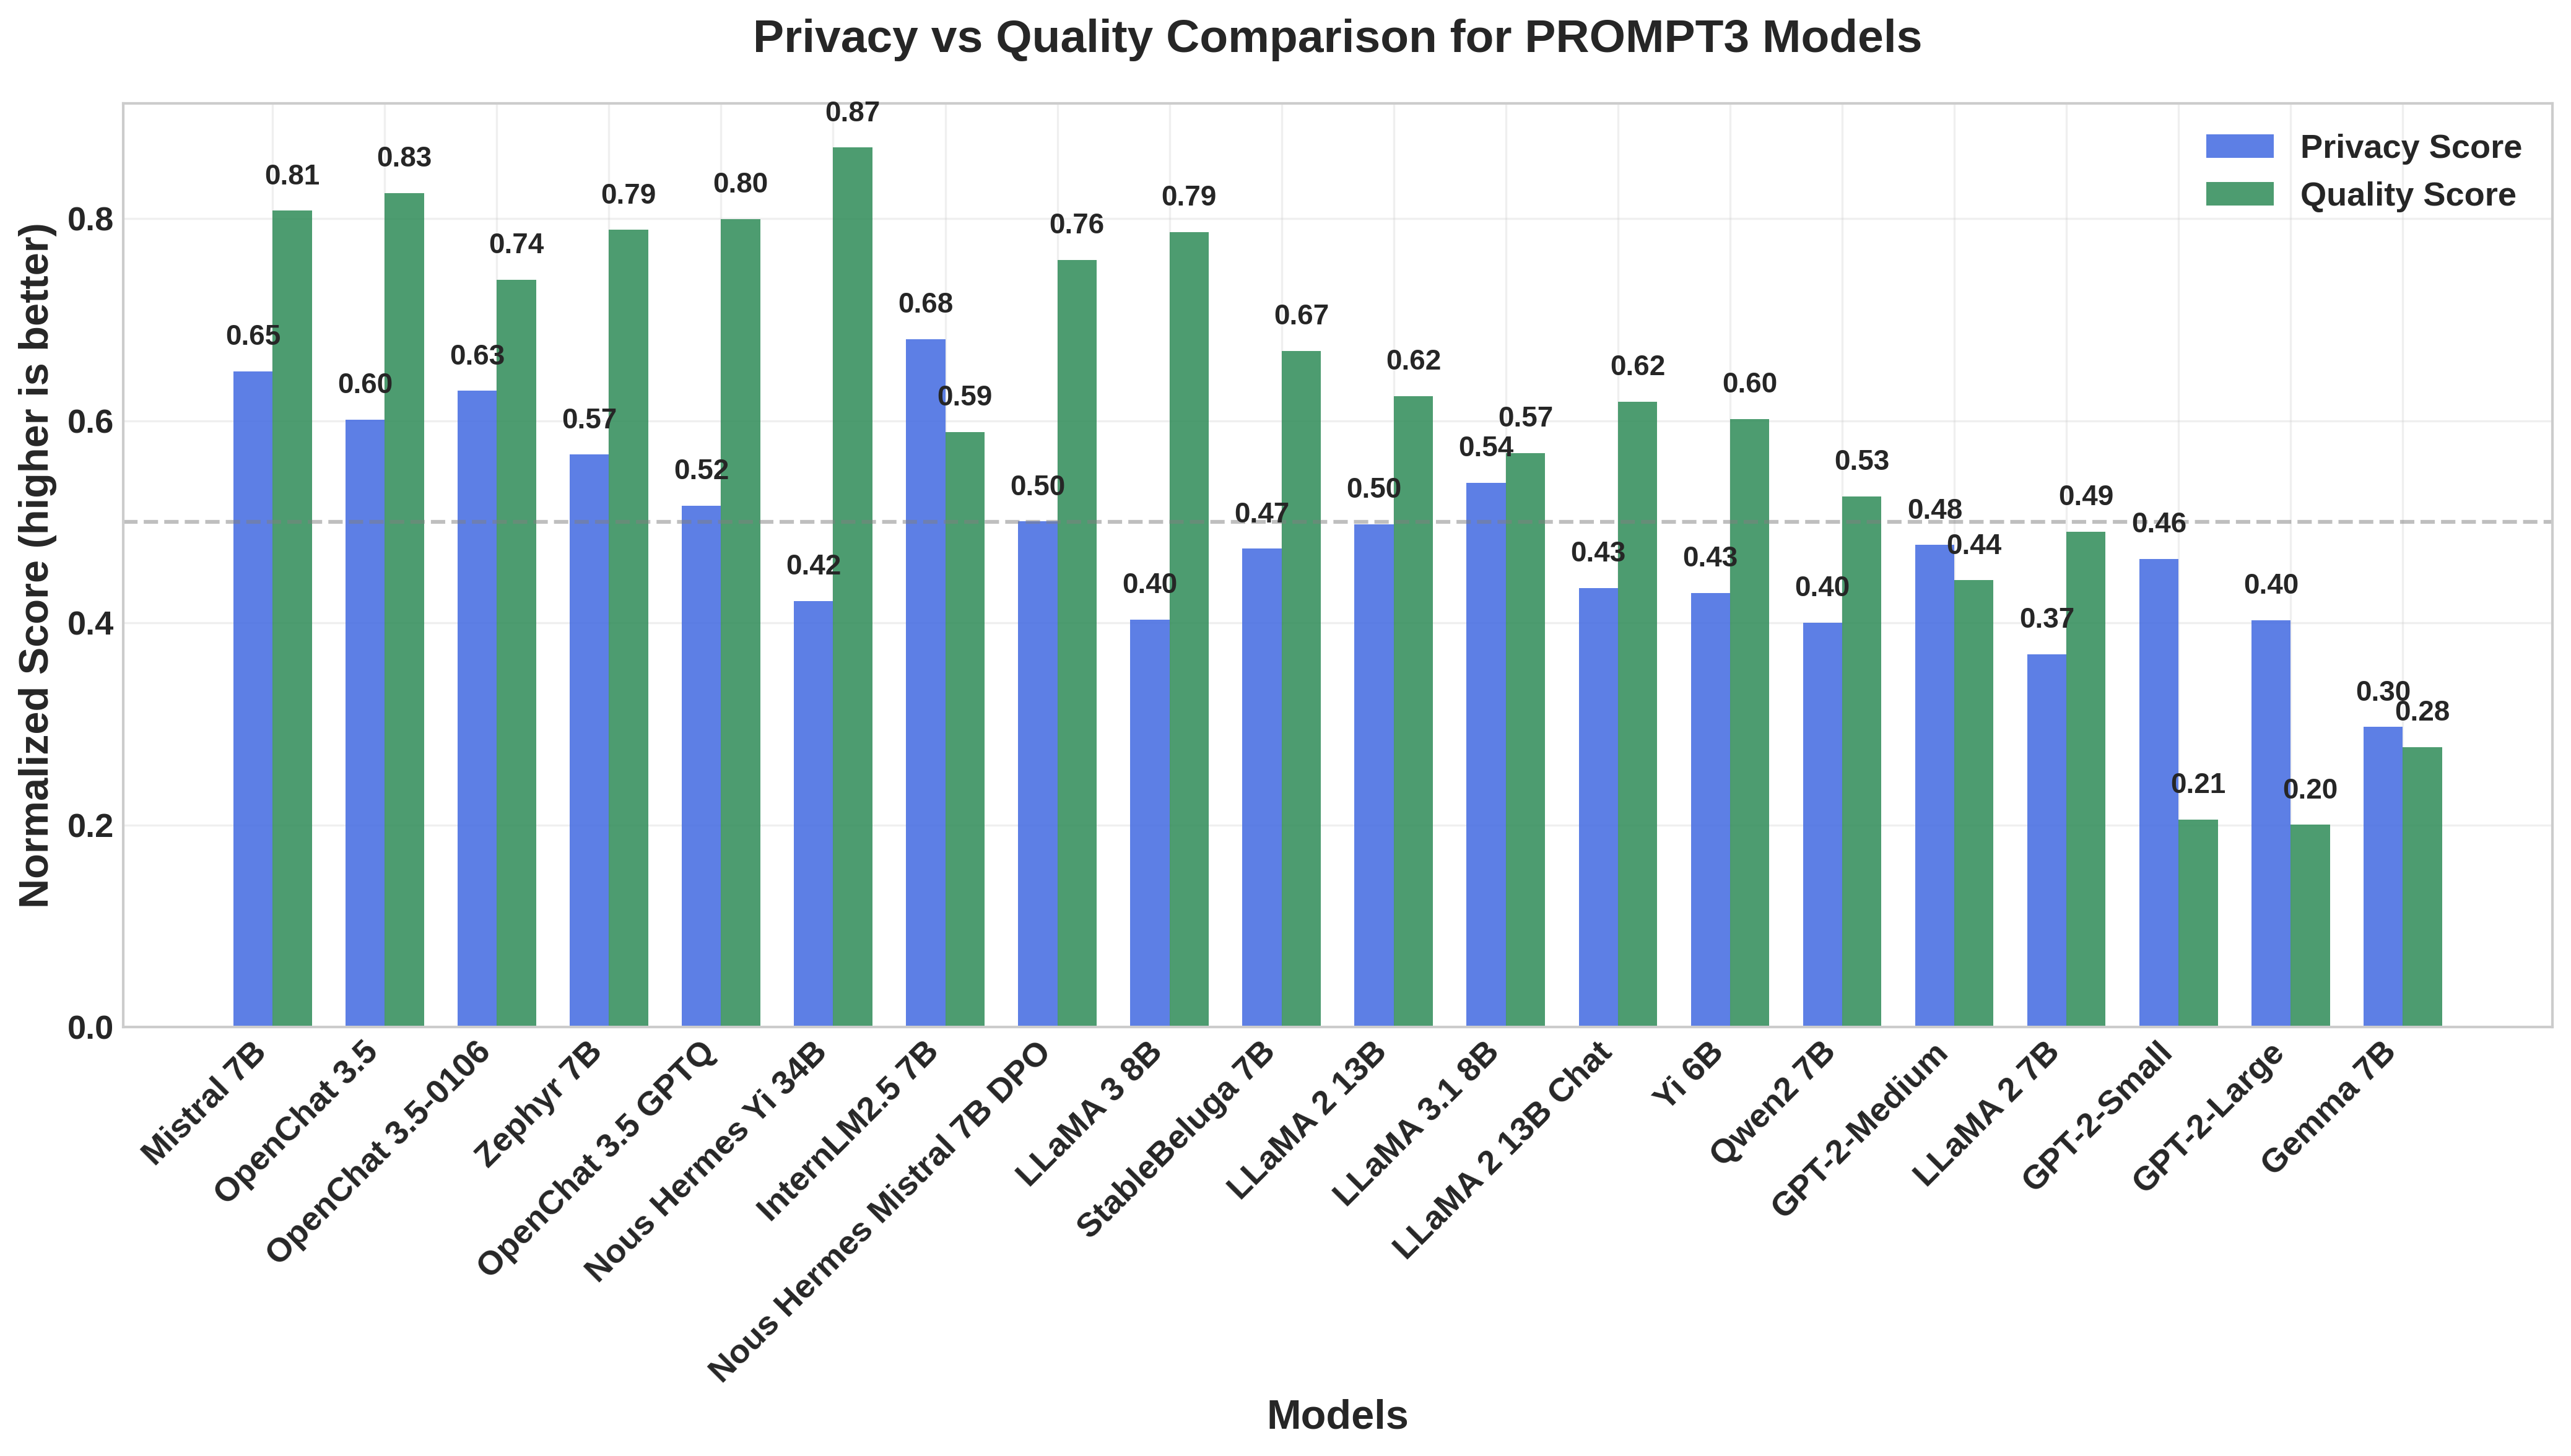 Privacy vs Quality Comparison for PROMPT3 Models
Normalized Score (higher is better)
0.8
0.6
0.4
0.2
0.0
Privacy Score
Quality Score
0.65
0.81
0.60
0.83
0.63
0.74
0.57
0.79
0.52
0.80
0.42
0.87
0.68
0.59
0.50
0.76
0.40
0.79
0.47
0.67
0.50
0.62
0.54
0.57
0.43
0.62
0.43
0.60
0.40
0.53
0.48
0.44
0.37
0.49
0.46
0.21
0.40
0.20
0.30
0.28
Mistral 7B
OpenChat 3.5
OpenChat 3.5-0106
Zephyr 7B
OpenChat 3.5 GPTQ
Nous Hermes Yi 34B
InternLM2.5 7B
Nous Hermes Mistral 7B DPO
LLaMA 3 8B
StableBeluga 7B
LLaMA 2 13B
LLaMA 3.1 8B
LLaMA 2 13B Chat
Yi 6B
Qwen2 7B
GPT-2-Medium
LLaMA 2 7B
GPT-2-Small
GPT-2-Large
Gemma 7B
Models